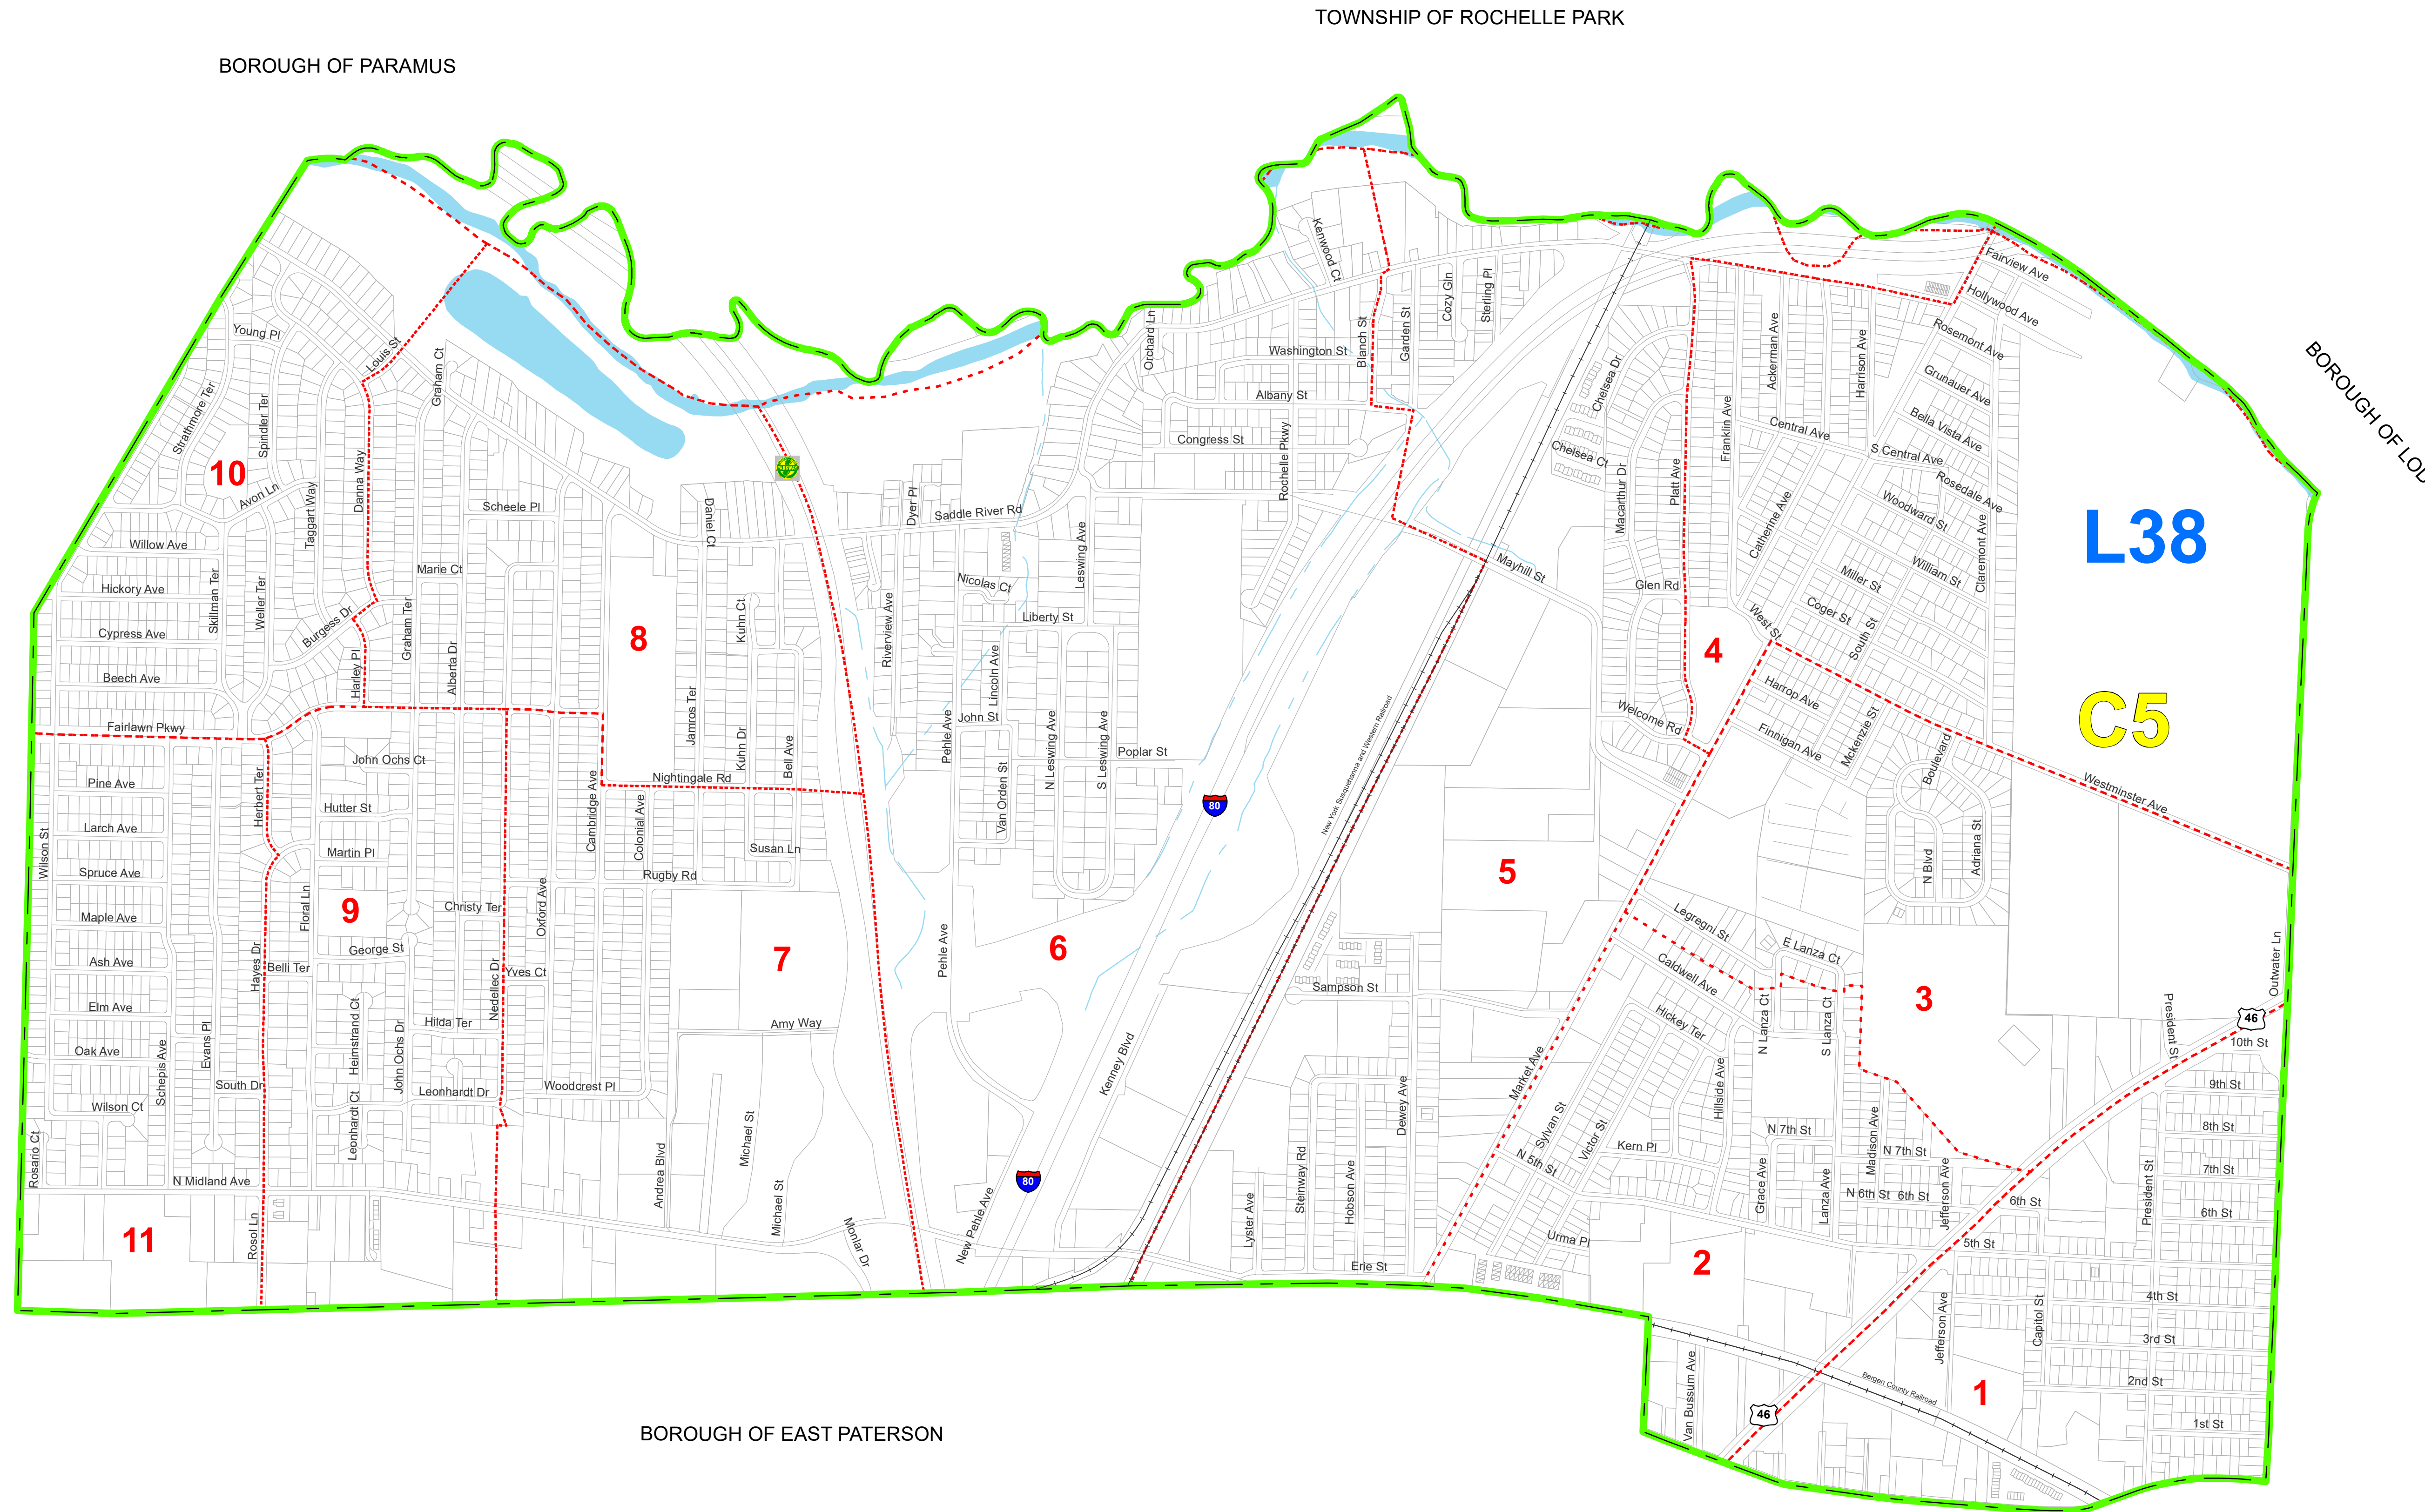 TOWNSHIP OF ROCHELLE PARK
BOROUGH OF PARAMUS
BOROUGH OF
L38
C5
BOROUGH OF EAST PATERSON
10
8
4
5
9
7
6
3
11
2
1
Kenwood Ct
Fairview Ave
Hollywood Ave
Cozy Gln
Sterling Pl
Garden St
Blanch St
Orchard Ln
Washington St
Albany St
Congress St
Rochelle Pkwy
Young Pl
Louis St
Graham Ct
Strathmore Ter
Spindler Ter
Danna Way
Avon Ln
Taggart Way
Scheele Pl
PARKWAY
Daniel Ct
Dyer Pl
Saddle River Rd
Leswing Ave
Chelsea Dr
Chelsea Ct
Macarthur Dr
Platt Ave
Franklin Ave
Ackerman Ave
Harrison Ave
Rosemont Ave
Grunauer Ave
Bella Vista Ave
Central Ave
S Central Ave
Rosedale Ave
Woodward St
Catherine Ave
Claremont Ave
William St
Miller St
Coger St
South St
West St
Mayhill St
Glen Rd
Willow Ave
Hickory Ave
Cypress Ave
Beech Ave
Fairlawn Pkwy
Skillman Ter
Weller Ter
Burgess Dr
Harley Pl
Marie Ct
Graham Ter
Alberta Dr
Jamros Ter
Kuhn Ct
Kuhn Dr
Bell Ave
Nightingale Rd
Riverview Ave
Nicolas Ct
Liberty St
Lincoln Ave
John St
Pehle Ave
Van Orden St
N Leswing Ave
S Leswing Ave
Poplar St
80
New York Susquehanna and Western Railroad
Welcome Rd
Harrop Ave
Finnigan Ave
Mckenzie St
Boulevard
N Blvd
Adriana St
Westminster Ave
Pine Ave
Larch Ave
Spruce Ave
Maple Ave
Ash Ave
Elm Ave
Oak Ave
Wilson Ct
Wilson St
Rosario Ct
Schepis Ave
Evans Pl
South Dr
N Midland Ave
Herbert Ter
Hayes Dr
John Ochs Ct
Hutter St
Martin Pl
Floral Ln
George St
Belli Ter
Heimstrand Ct
John Ochs Dr
Leonhardt Ct
Leonhardt Dr
Hilda Ter
Christy Ter
Nedellec Dr
Yves Ct
Oxford Ave
Cambridge Ave
Colonial Ave
Rugby Rd
Susan Ln
Woodcrest Pl
Amy Way
Andrea Blvd
Michael St
Michael St
Monlar Dr
Rosol Ln
Pehle Ave
New Pehle Ave
80
Kenney Blvd
Sampson St
Lyster Ave
Steinway Rd
Hobson Ave
Dewey Ave
Erie St
Market Ave
Legregni St
E Lanza Ct
Caldwell Ave
Hickey Ter
N Lanza Ct
S Lanza Ct
Hillside Ave
Sylvan St
Victor St
N 5th St
Kern Pl
Urma Pl
Grace Ave
Lanza Ave
N 7th St
Madison Ave
N 7th St
N 6th St
6th St
Jefferson Ave
Outwater Ln
President St
46
10th St
9th St
8th St
7th St
6th St
6th St
5th St
President St
4th St
3rd St
2nd St
1st St
Capitol St
Jefferson Ave
Bergen County Railroad
Van Bussum Ave
46